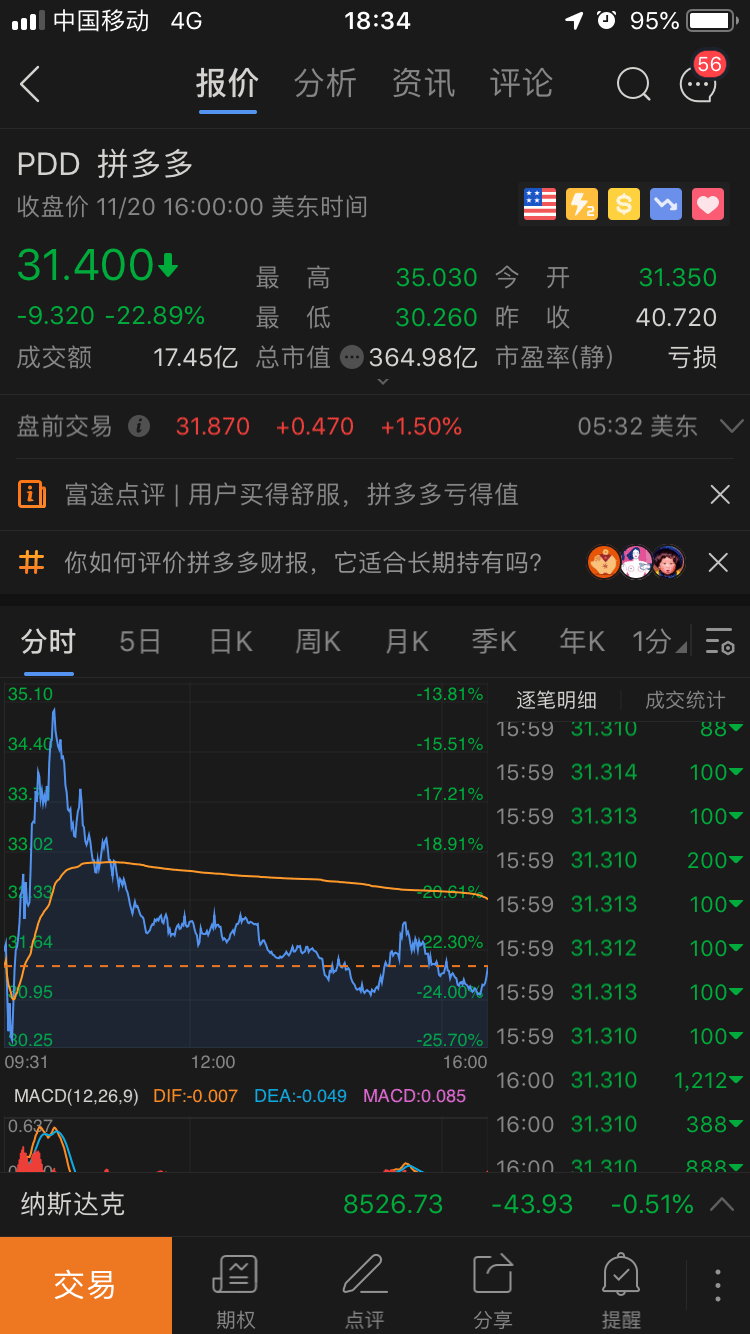 中国移动 4G 18:34 95%
报价 分析 资讯 评论 56
PDD 拼多多
收盘价 11/20 16:00:00 美东时间
31.400 最高 35.030 今开 31.350
-9.320 -22.89% 最低 30.260 昨收 40.720
成交额 17.45亿 总市值 364.98亿 市盈率(静) 亏损
盘前交易 31.870 +0.470 +1.50% 05:32 美东
富途点评 | 用户买得舒服，拼多多亏得值
# 你如何评价拼多多财报，它适合长期持有吗?
分时 5日 日K 周K 月K 季K 年K 1分
逐笔明细 成交统计
35.10 -13.81%
34.40 -15.51%
-17.21%
33.02 -18.91%
32.33 -20.61%
31.64 -22.30%
30.95 -24.00%
30.25 -25.70%
09:31 12:00 16:00
15:59 31.310 88
15:59 31.314 100
15:59 31.313 100
15:59 31.310 200
15:59 31.313 100
15:59 31.312 100
15:59 31.313 100
15:59 31.310 100
16:00 31.310 1,212
16:00 31.310 388
16:00 31.310 888
MACD(12,26,9) DIF:-0.007 DEA:-0.049 MACD:0.085
0.637
纳斯达克 8526.73 -43.93 -0.51%
交易 期权 点评 分享 提醒